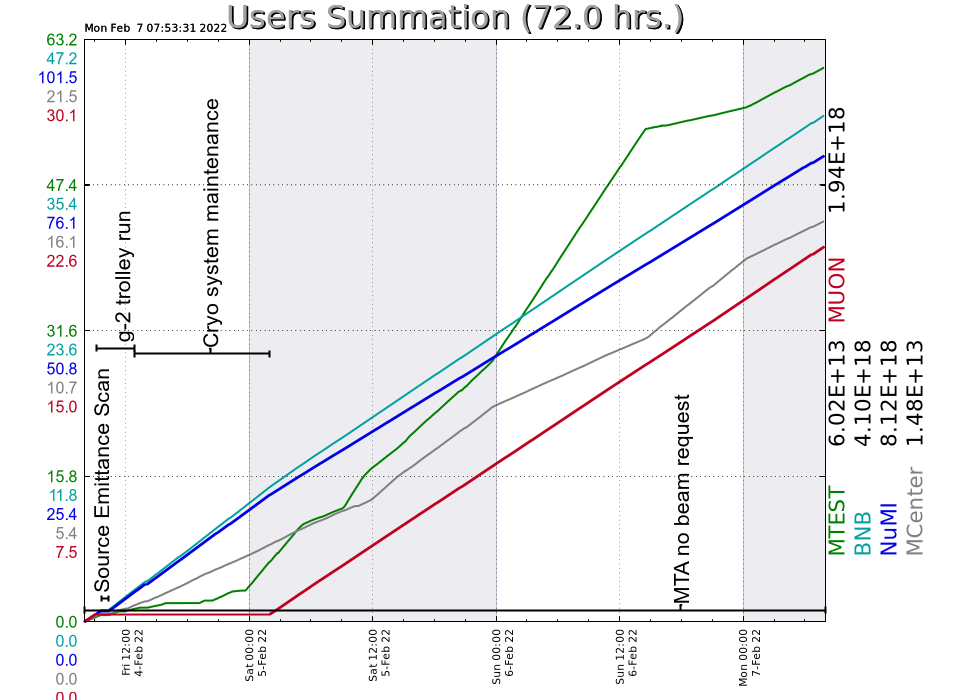 Users Summation (72.0 hrs.)
Mon Feb 7 07:53:31 2022
63.2
47.2
101.5
21.5
30.1
47.4
35.4
76.1
16.1
22.6
31.6
23.6
50.8
10.7
15.0
15.8
11.8
25.4
5.4
7.5
0.0
0.0
0.0
0.0
0.0
Source Emittance Scan
g-2 trolley run
Cryo system maintenance
MTA no beam request
Fri 12:00
4-Feb 22
Sat 00:00
5-Feb 22
Sat 12:00
5-Feb 22
Sun 00:00
6-Feb 22
Sun 12:00
6-Feb 22
Mon 00:00
7-Feb 22
MTEST 6.02E+13 MUON 1.94E+18
BNB 4.10E+18
NuMI 8.12E+18
MCenter 1.48E+13